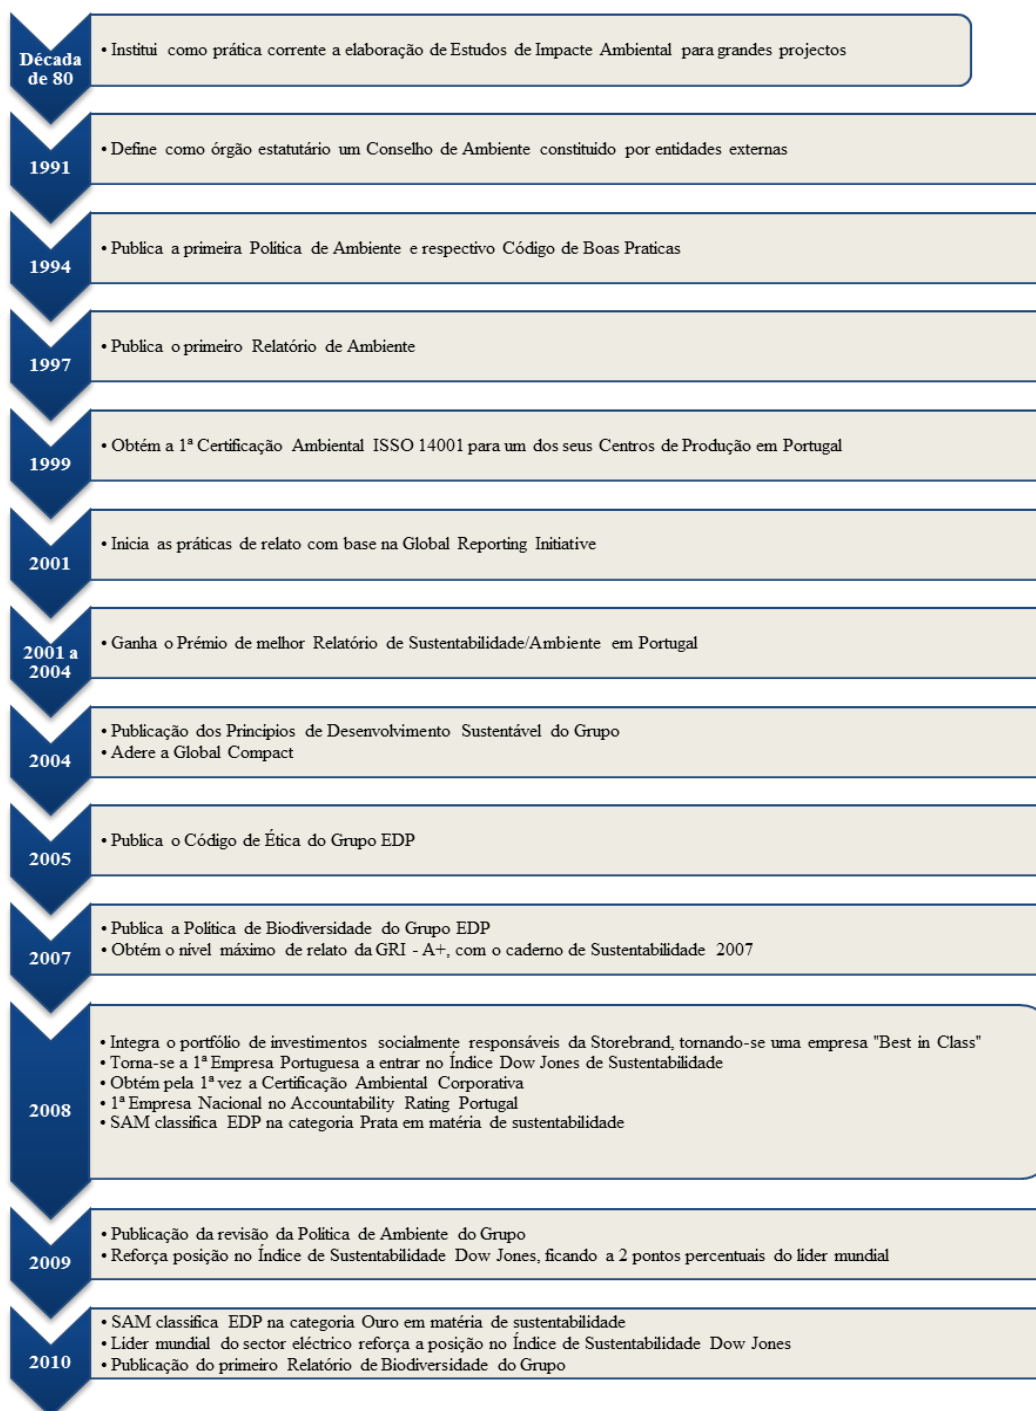 Década
de 80
• Institui como prática corrente a elaboração de Estudos de Impacte Ambiental para grandes projectos
1991
• Define como órgão estatutário um Conselho de Ambiente constituido por entidades externas
1994
• Publica a primeira Política de Ambiente e respectivo Código de Boas Praticas
1997
• Publica o primeiro Relatório de Ambiente
1999
• Obtém a 1ª Certificação Ambiental ISSO 14001 para um dos seus Centros de Produção em Portugal
2001
• Inicia as práticas de relato com base na Global Reporting Initiative
2001 a
2004
• Ganha o Prémio de melhor Relatório de Sustentabilidade/Ambiente em Portugal
2004
• Publicação dos Princípios de Desenvolvimento Sustentável do Grupo
• Adere a Global Compact
2005
• Publica o Código de Ética do Grupo EDP
2007
• Publica a Política de Biodiversidade do Grupo EDP
• Obtém o nível máximo de relato da GRI - A+, com o caderno de Sustentabilidade 2007
2008
• Integra o portfólio de investimentos socialmente responsáveis da Storebrand, tornando-se uma empresa "Best in Class"
• Torna-se a 1ª Empresa Portuguesa a entrar no Índice Dow Jones de Sustentabilidade
• Obtém pela 1ª vez a Certificação Ambiental Corporativa
• 1ª Empresa Nacional no Accountability Rating Portugal
• SAM classifica EDP na categoria Prata em matéria de sustentabilidade
2009
• Publicação da revisão da Politica de Ambiente do Grupo
• Reforça posição no Índice de Sustentabilidade Dow Jones, ficando a 2 pontos percentuais do líder mundial
2010
• SAM classifica EDP na categoria Ouro em matéria de sustentabilidade
• Líder mundial do sector eléctrico reforça a posição no Índice de Sustentabilidade Dow Jones
• Publicação do primeiro Relatório de Biodiversidade do Grupo